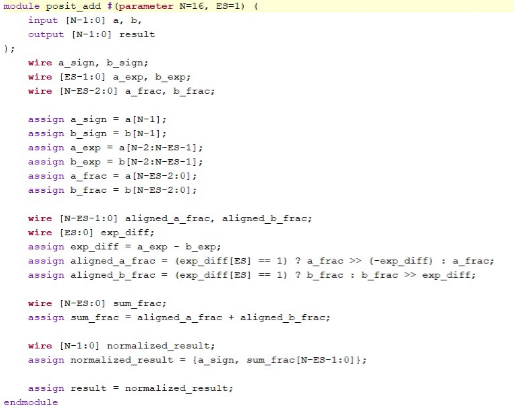 module posit_add #(parameter N=16, ES=1) (
    input [N-1:0] a, b,
    output [N-1:0] result
);
    wire a_sign, b_sign;
    wire [ES-1:0] a_exp, b_exp;
    wire [N-ES-2:0] a_frac, b_frac;

    assign a_sign = a[N-1];
    assign b_sign = b[N-1];
    assign a_exp = a[N-2:N-ES-1];
    assign b_exp = b[N-2:N-ES-1];
    assign a_frac = a[N-ES-2:0];
    assign b_frac = b[N-ES-2:0];

    wire [N-ES-1:0] aligned_a_frac, aligned_b_frac;
    wire [ES:0] exp_diff;
    assign exp_diff = a_exp - b_exp;
    assign aligned_a_frac = (exp_diff[ES] == 1) ? a_frac >> (-exp_diff) : a_frac;
    assign aligned_b_frac = (exp_diff[ES] == 1) ? b_frac : b_frac >> exp_diff;

    wire [N-ES:0] sum_frac;
    assign sum_frac = aligned_a_frac + aligned_b_frac;

    wire [N-1:0] normalized_result;
    assign normalized_result = {a_sign, sum_frac[N-ES-1:0]};

    assign result = normalized_result;
endmodule